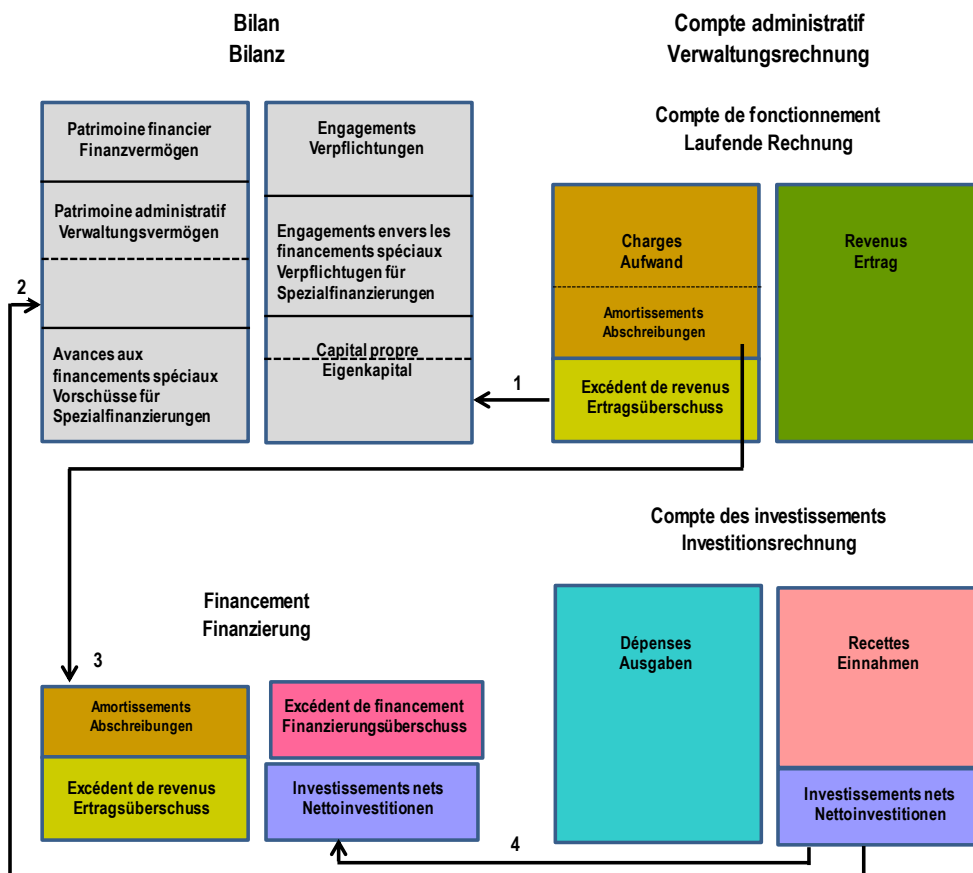 Bilan
Bilanz
Compte administratif
Verwaltungsrechnung
Compte de fonctionnement
Laufende Rechnung
Patrimoine financier
Finanzvermögen
Patrimoine administratif
Verwaltungsvermögen
Avances aux
financements spéciaux
Vorschüsse für
Spezialfinanzierungen
Engagements
Verpflichtungen
Engagements envers les
financements spéciaux
Verpflichtugen für
Spezialfinanzierungen
Capital propre
Eigenkapital
Charges
Aufwand
Amortissements
Abschreibungen
Excédent de revenus
Ertragsüberschuss
Revenus
Ertrag
2
1
Compte des investissements
Investitionsrechnung
Financement
Finanzierung
3
Amortissements
Abschreibungen
Excédent de revenus
Ertragsüberschuss
Excédent de financement
Finanzierungsüberschuss
Investissements nets
Nettoinvestitionen
Dépenses
Ausgaben
Recettes
Einnahmen
Investissements nets
Nettoinvestitionen
4